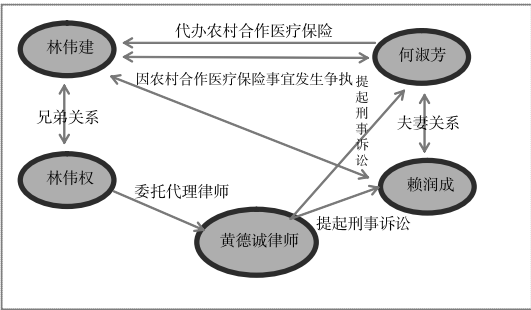 代办农村合作医疗保险
林伟建
何淑芳
因农村合作医疗保险事宜发生争执
提起刑事诉讼
兄弟关系
夫妻关系
林伟权
赖润成
委托代理律师
提起刑事诉讼
黄德诚律师